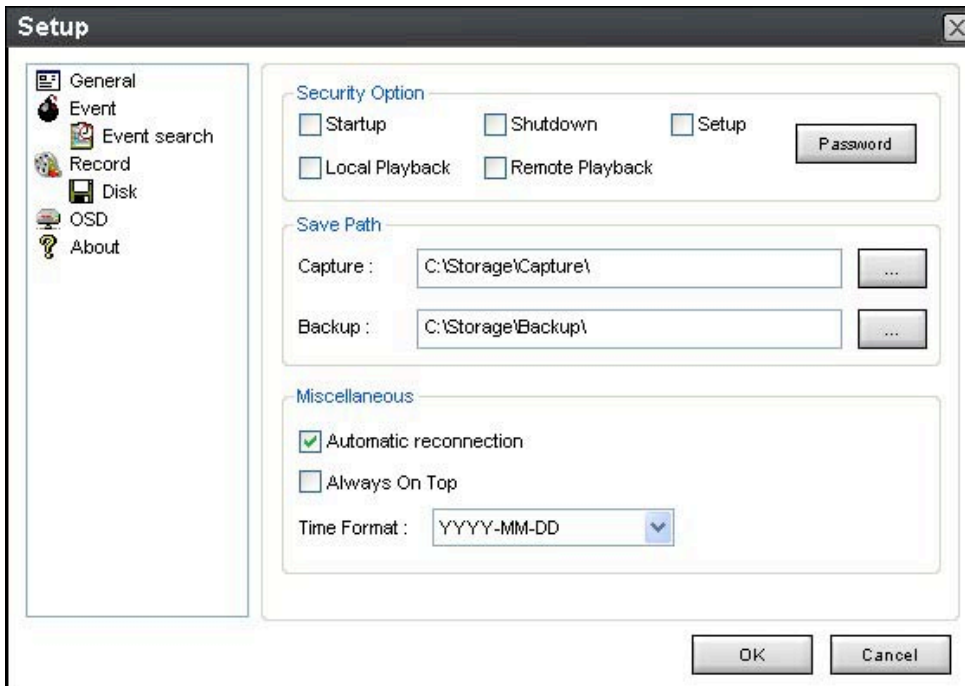 Setup
General
Event
Event search
Record
Disk
OSD
About
Security Option
Startup
Shutdown
Setup
Local Playback
Remote Playback
Password
Save Path
Capture :
C:\Storage\Capture\
...
Backup :
C:\Storage\Backup\
...
Miscellaneous
Automatic reconnection
Always On Top
Time Format :
YYYY-MM-DD
OK
Cancel